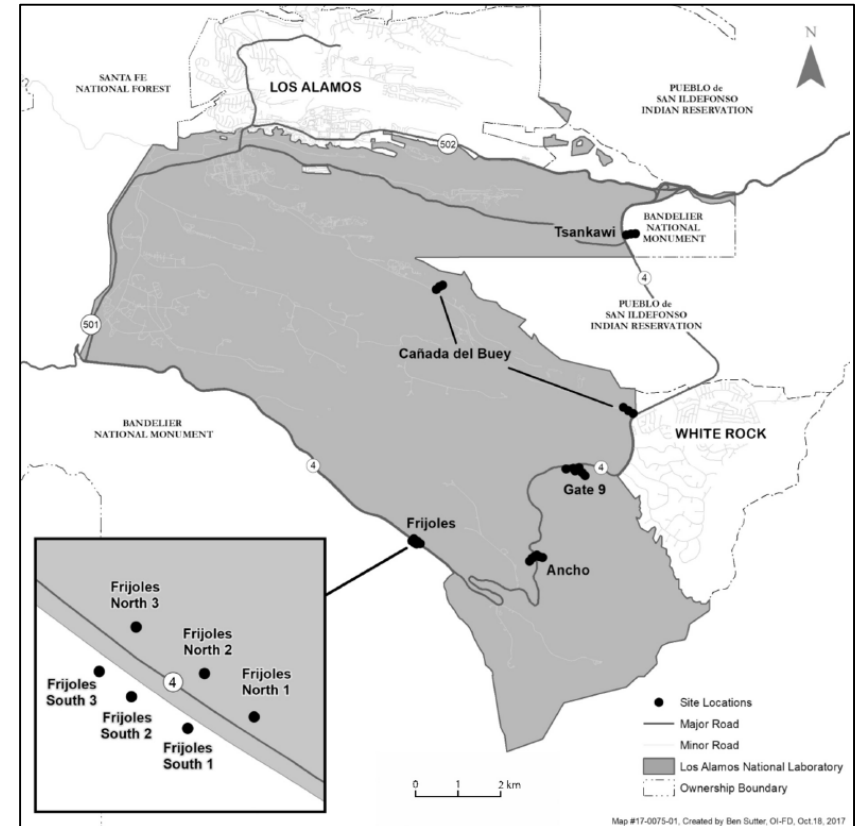 N
SANTA FE
NATIONAL FOREST
LOS ALAMOS
PUEBLO de
SAN ILDEFONSO
INDIAN RESERVATION
502
Tsankawi
BANDELIER
NATIONAL
MONUMENT
4
PUEBLO de
SAN ILDEFONSO
INDIAN RESERVATION
501
Cañada del Buey
BANDELIER
NATIONAL MONUMENT
WHITE ROCK
4
4
Gate 9
Frijoles
Ancho
Frijoles
North 3
Frijoles
North 2
Frijoles
North 1
4
Frijoles
South 3
Frijoles
South 2
Frijoles
South 1
Site Locations
Major Road
Minor Road
Los Alamos National Laboratory
Ownership Boundary
0 1 2 km
Map #17-0075-01, Created by Ben Sutter, OI-FD, Oct.18, 2017